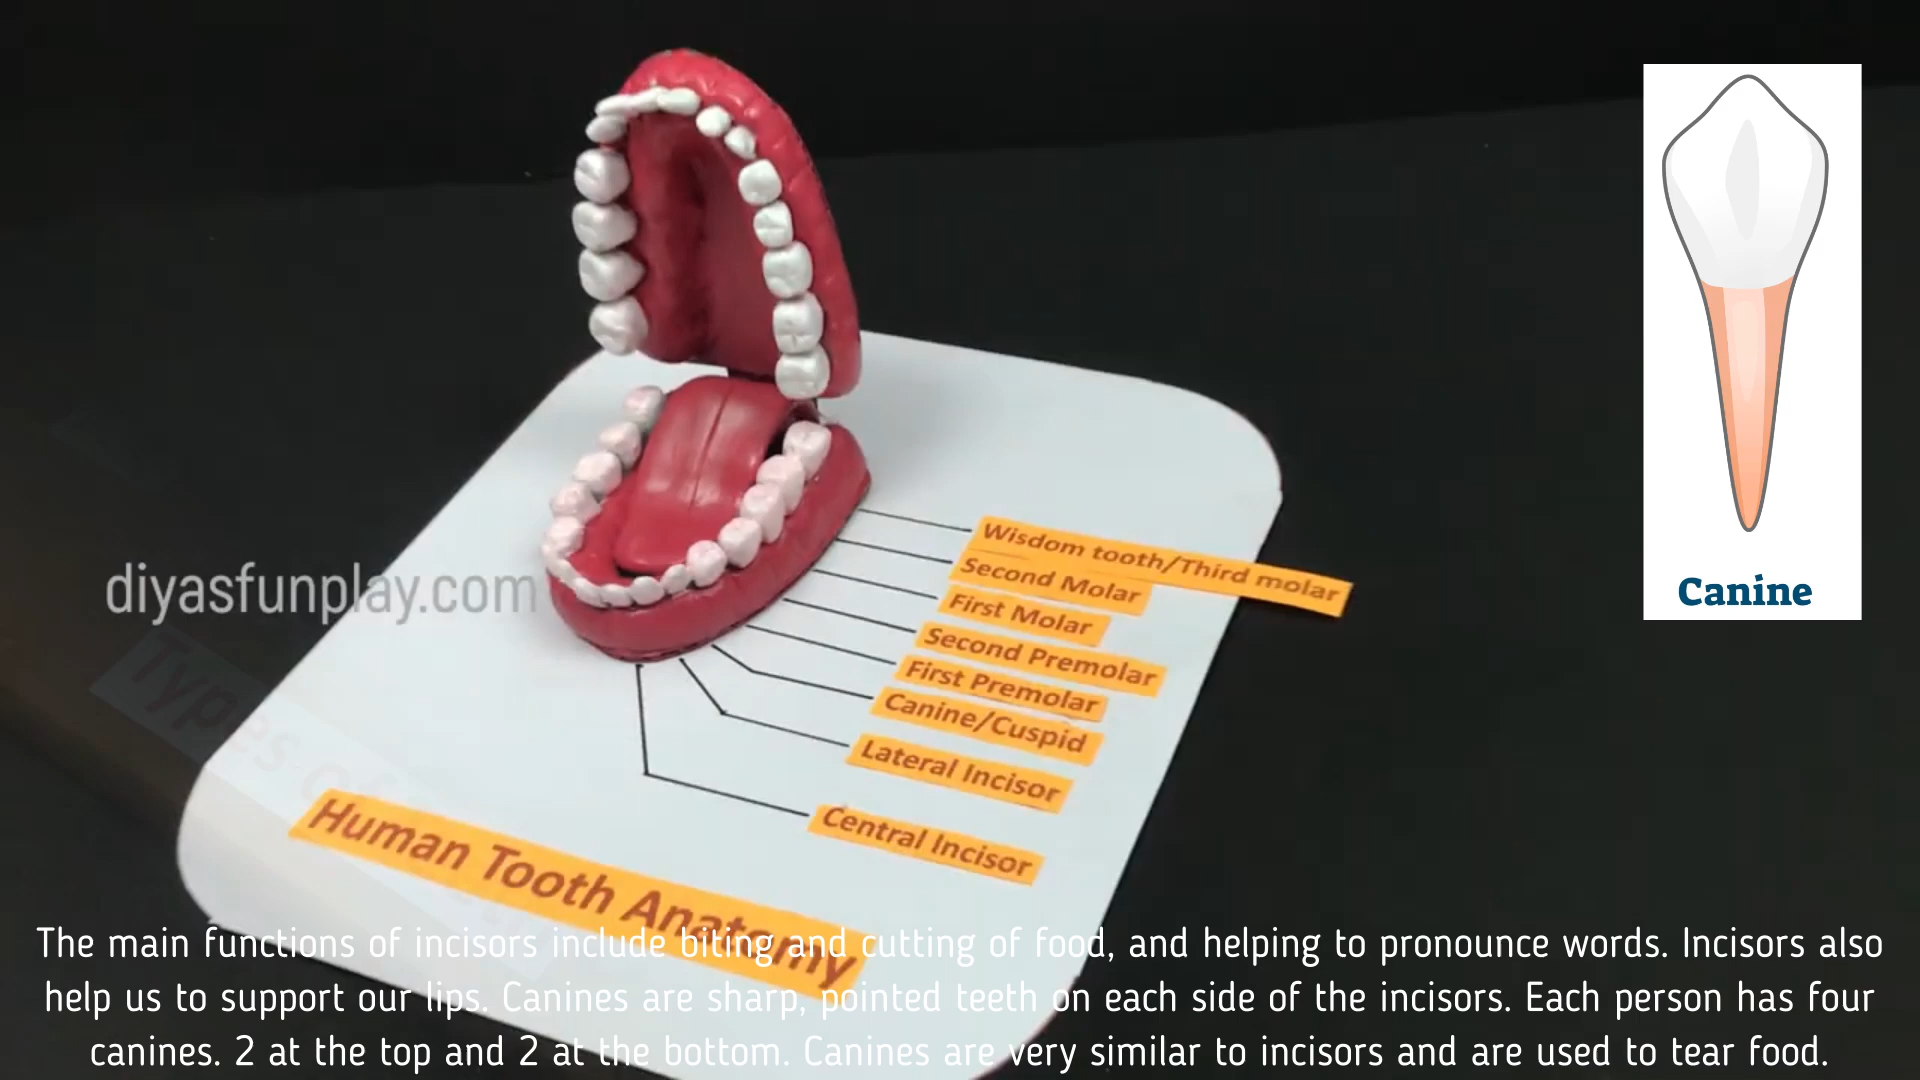 Canine
Wisdom tooth/Third molar
Second Molar
First Molar
Second Premolar
First Premolar
Canine/Cuspid
Lateral Incisor
Central Incisor
diyasfunplay.com
Types of
Human Tooth Anatomy
The main functions of incisors include biting and cutting of food, and helping to pronounce words. Incisors also
help us to support our lips. Canines are sharp, pointed teeth on each side of the incisors. Each person has four
canines. 2 at the top and 2 at the bottom. Canines are very similar to incisors and are used to tear food.